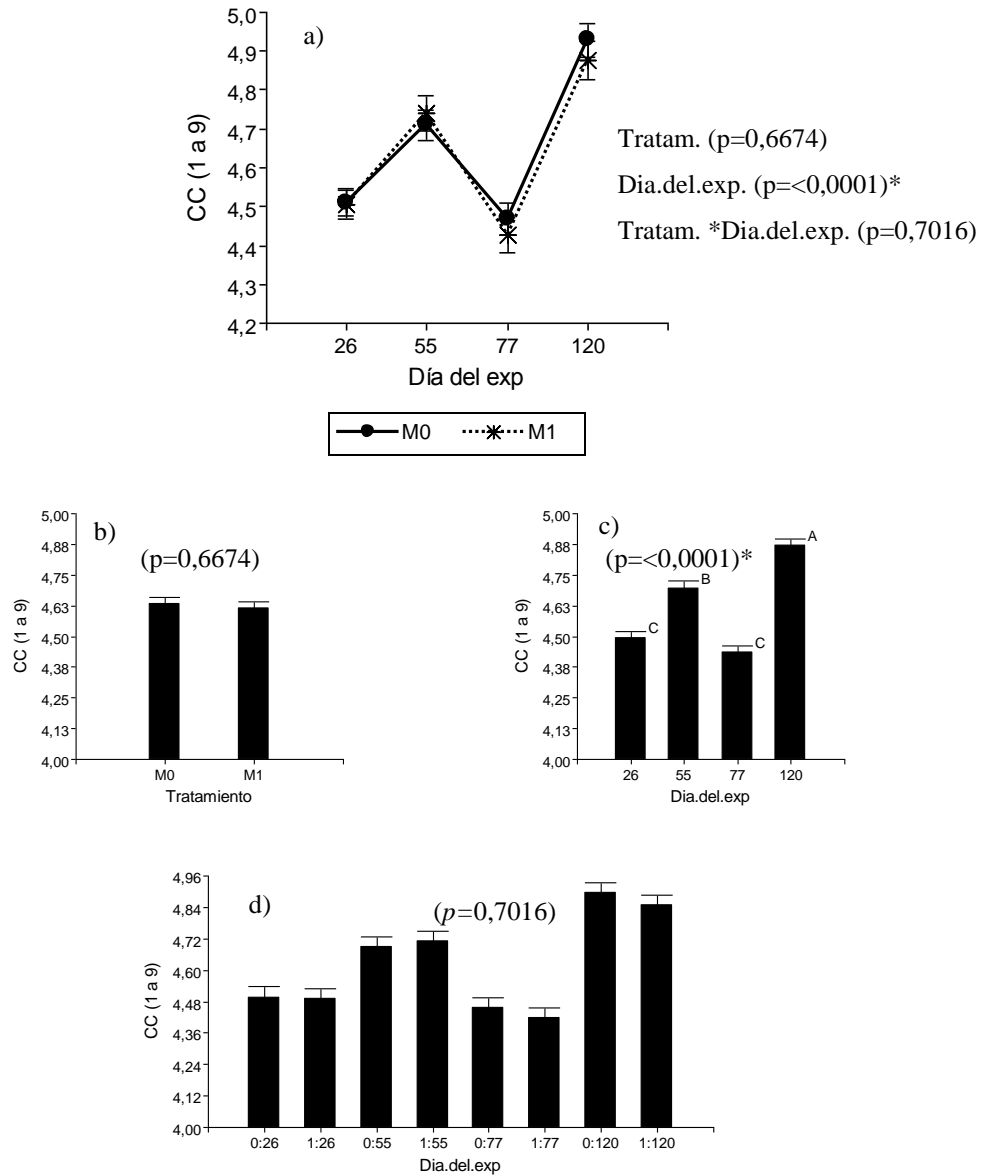 a)
CC (1 a 9)
5,0
4,9
4,8
4,7
4,6
4,5
4,4
4,3
4,2
26 55 77 120
Día del exp
M0 M1
Tratam. (p=0,6674)
Dia.del.exp. (p=<0,0001)*
Tratam. *Dia.del.exp. (p=0,7016)
b)
(p=0,6674)
CC (1 a 9)
5,00
4,88
4,75
4,63
4,50
4,38
4,25
4,13
4,00
M0 M1
Tratamiento
c)
(p=<0,0001)*
CC (1 a 9)
5,00
4,88
4,75
4,63
4,50
4,38
4,25
4,13
4,00
C B C A
26 55 77 120
Dia.del.exp
d)
(p=0,7016)
CC (1 a 9)
4,96
4,84
4,72
4,60
4,48
4,36
4,24
4,12
4,00
0:26 1:26 0:55 1:55 0:77 1:77 0:120 1:120
Dia.del.exp